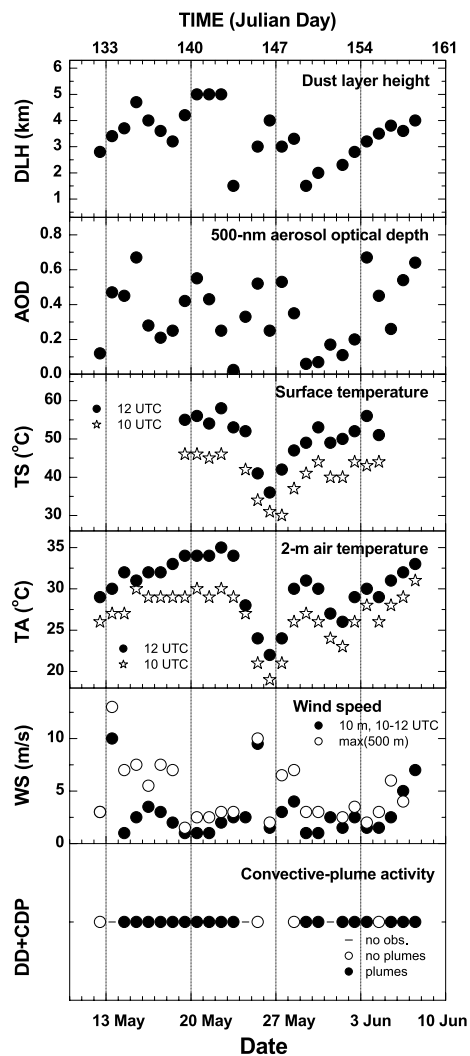 TIME (Julian Day)
133 140 147 154 161
Dust layer height
DLH (km)
6
5
4
3
2
1
500-nm aerosol optical depth
AOD
0.8
0.6
0.4
0.2
0.0
Surface temperature
12 UTC
10 UTC
TS (°C)
60
50
40
30
2-m air temperature
TA (°C)
35
30
25
20
12 UTC
10 UTC
Wind speed
10 m, 10-12 UTC
max(500 m)
WS (m/s)
10
5
0
Convective-plume activity
DD+CDP
no obs.
no plumes
plumes
13 May 20 May 27 May 3 Jun 10 Jun
Date